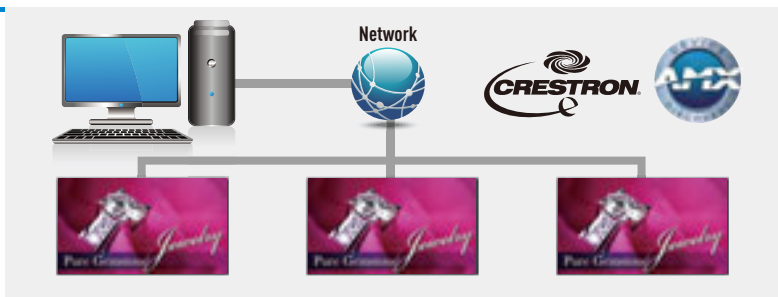 Network
CRESTRON
e
AMX
Jewelry
Pure Gemstone
Jewelry
Pure Gemstone
Jewelry
Pure Gemstone